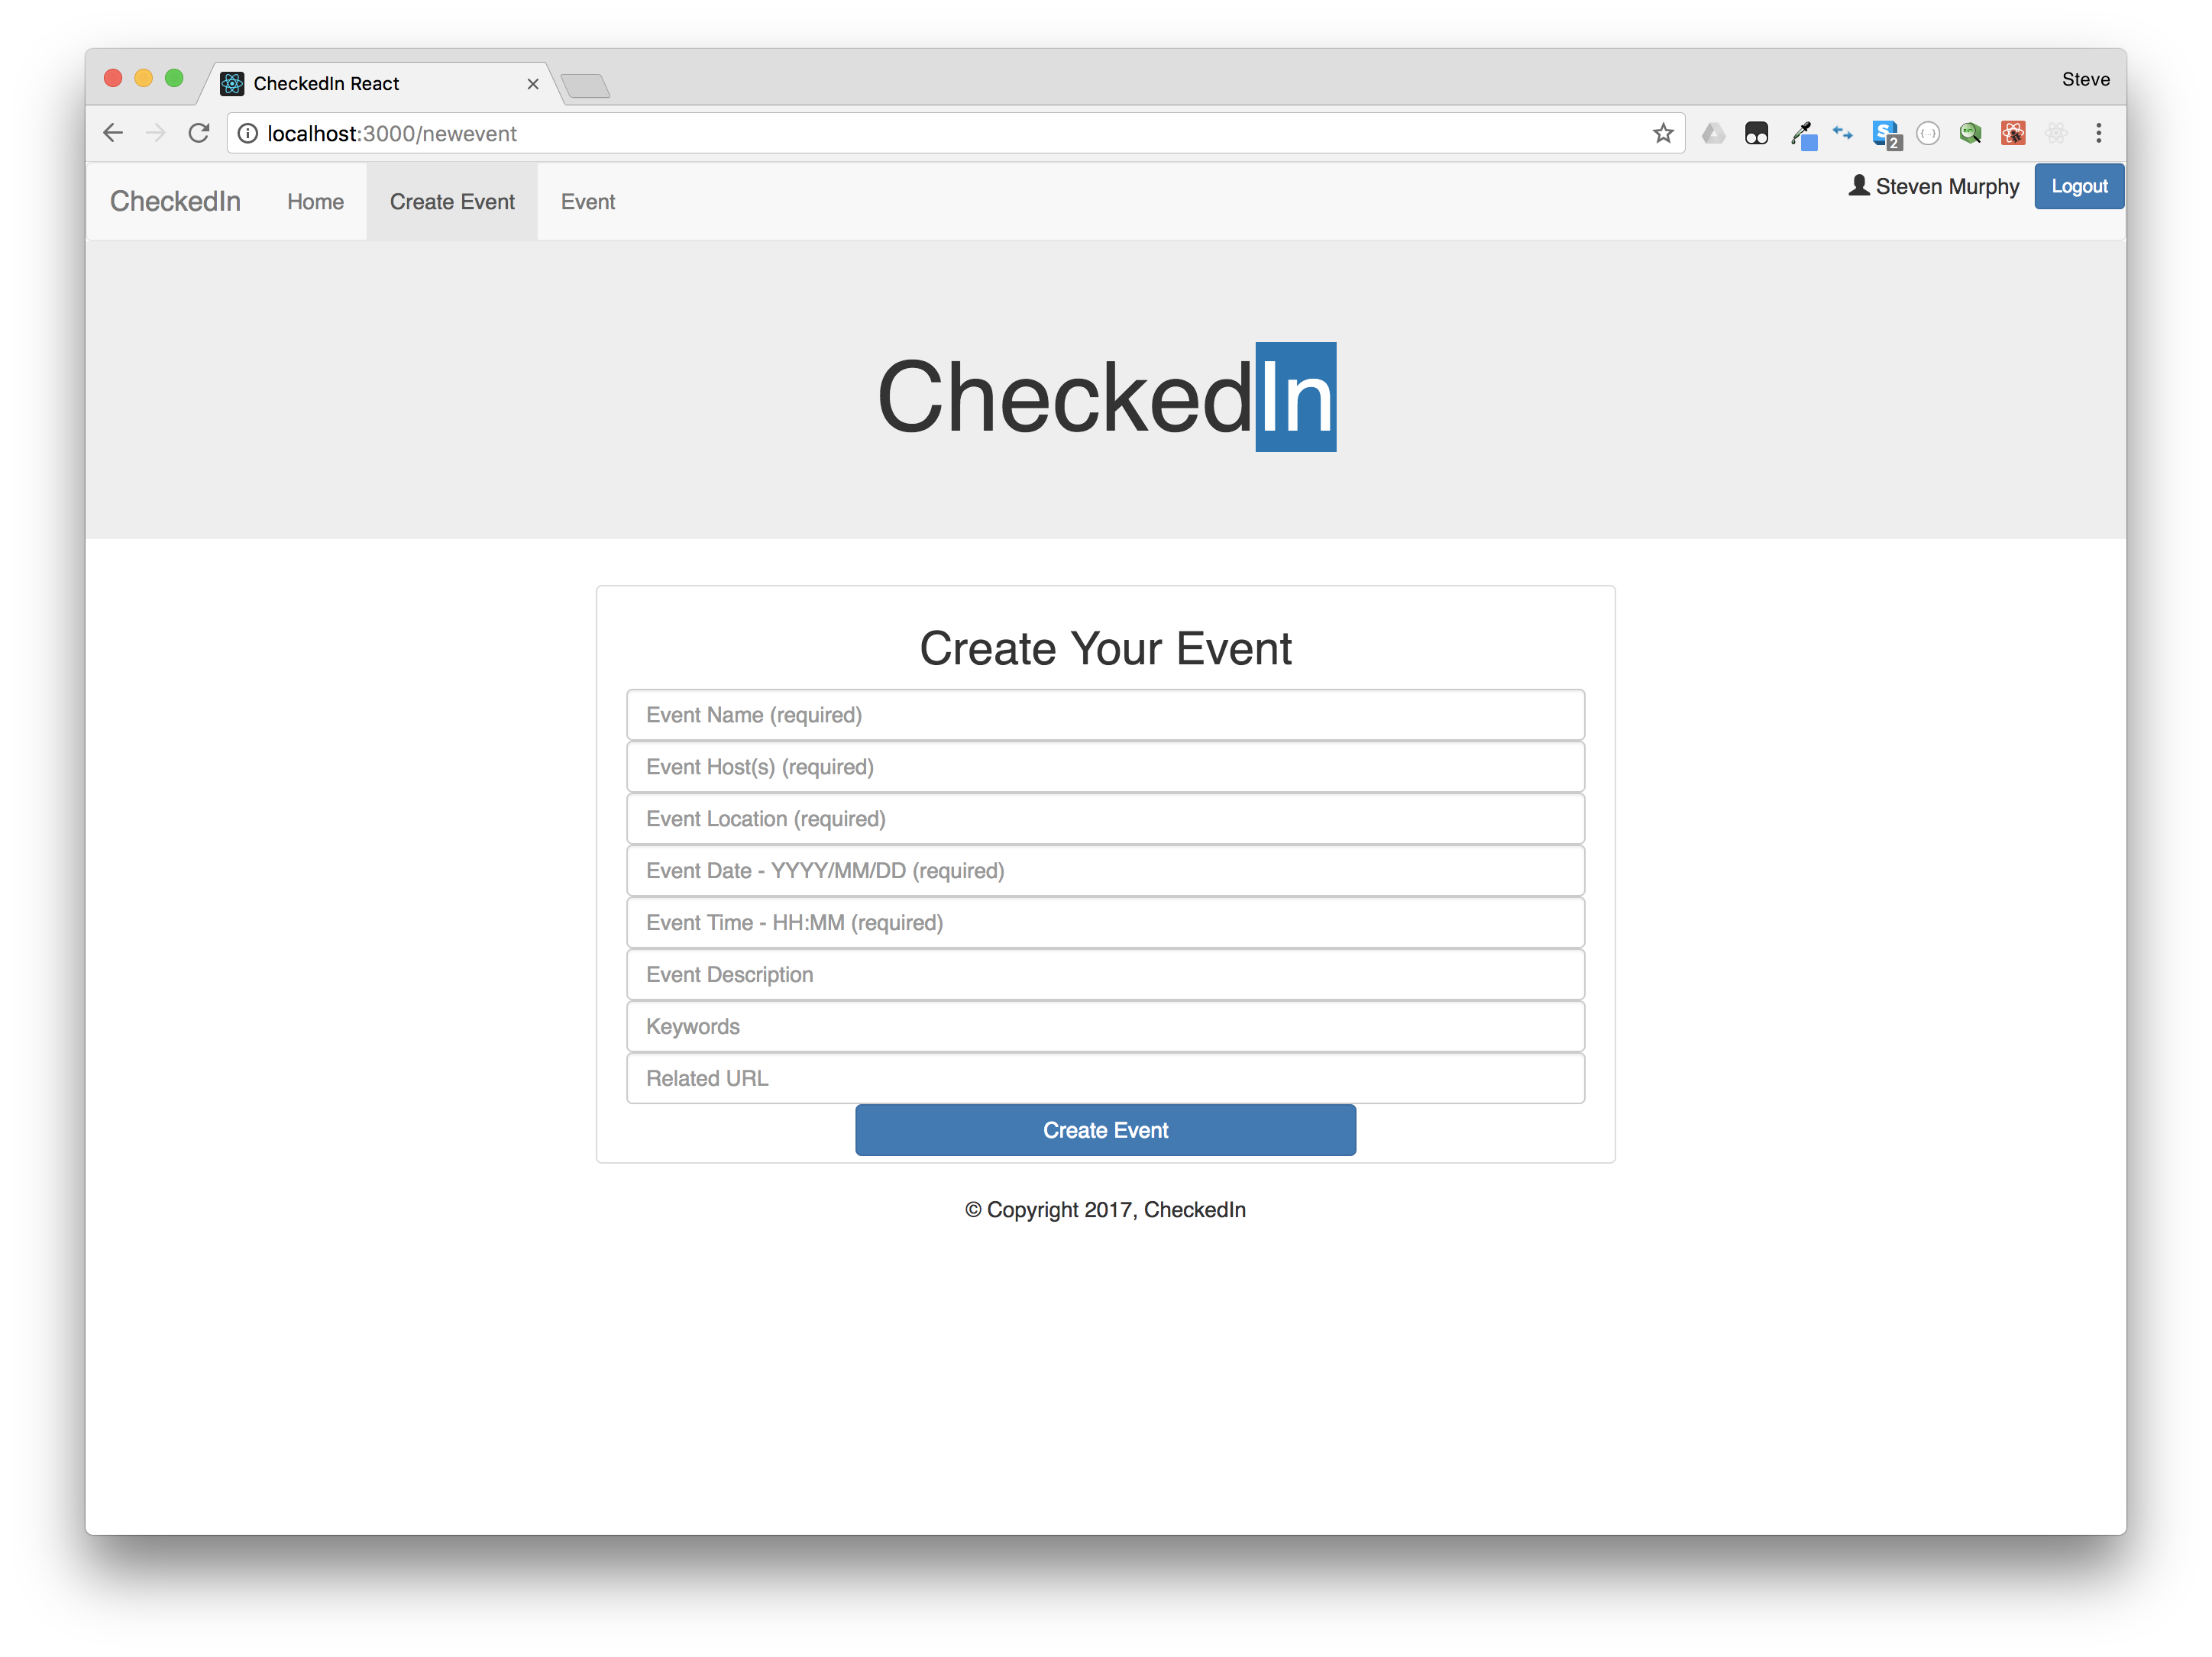 CheckedIn React
Steve
localhost:3000/newevent
2
CheckedIn Home Create Event Event Steven Murphy Logout
CheckedIn
Create Your Event
Event Name (required)
Event Host(s) (required)
Event Location (required)
Event Date - YYYY/MM/DD (required)
Event Time - HH:MM (required)
Event Description
Keywords
Related URL
Create Event
© Copyright 2017, CheckedIn